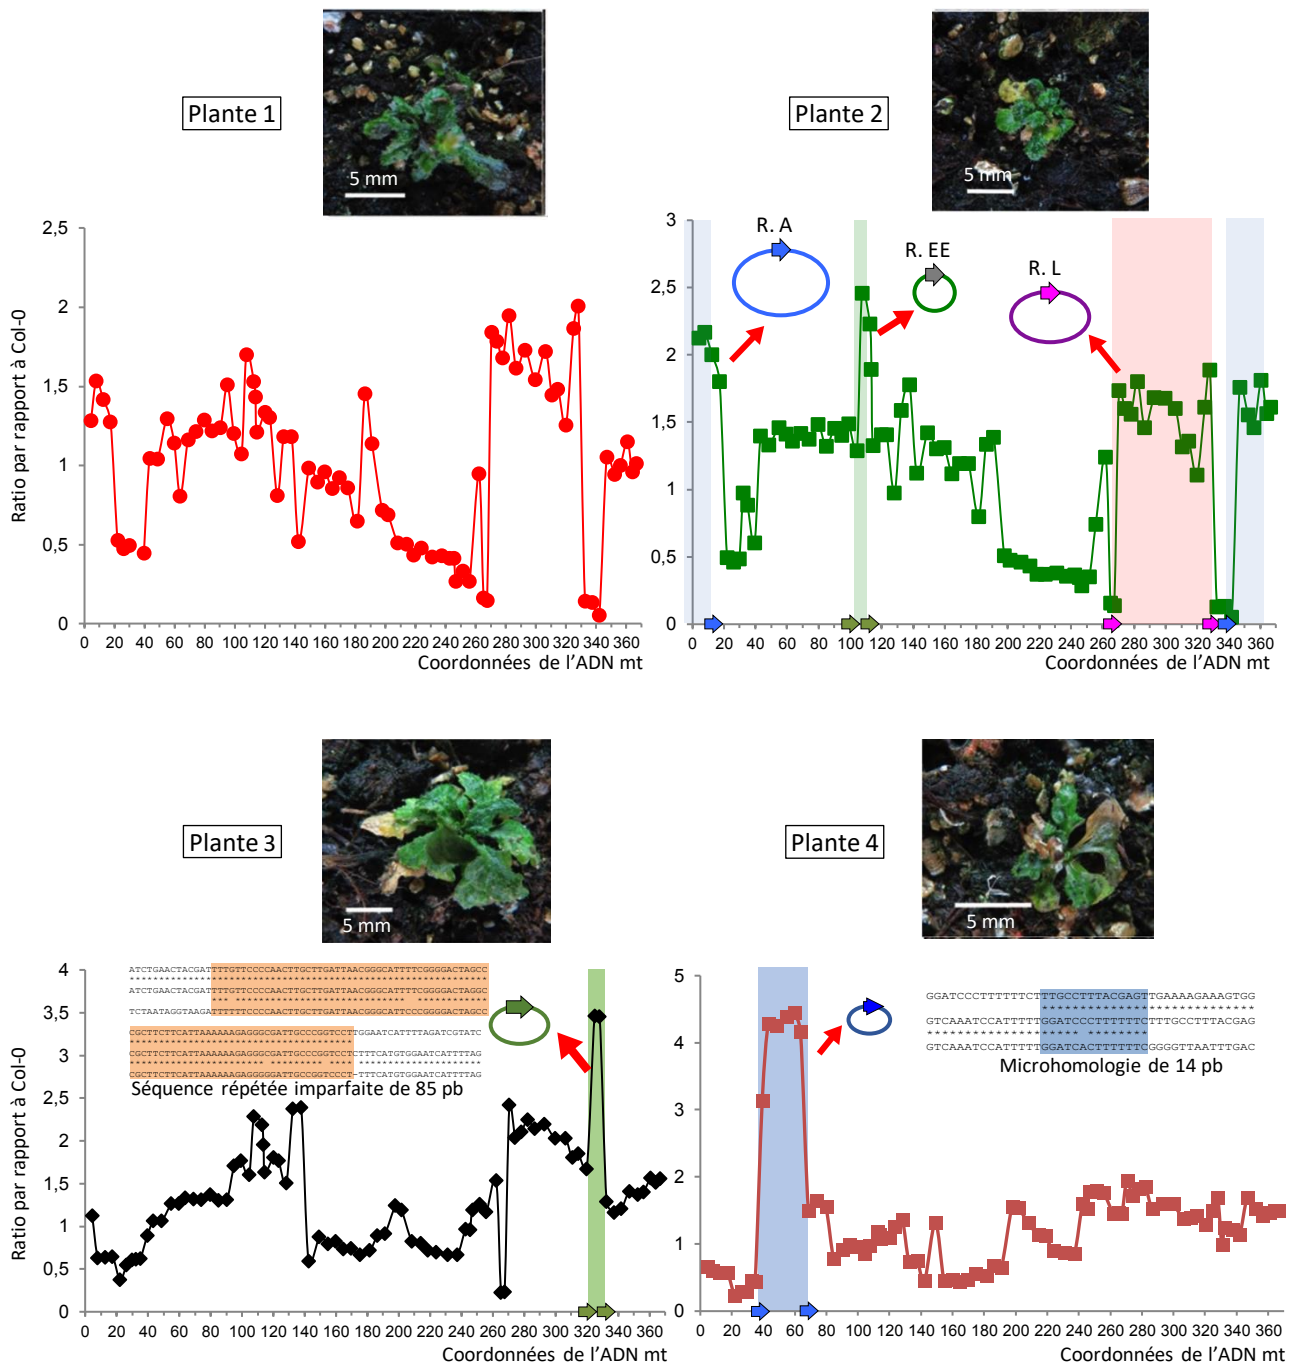 Plante 1
5 mm
Ratio par rapport à Col-0
2,5
2
1,5
1
0,5
0
0 20 40 60 80 100 120 140 160 180 200 220 240 260 280 300 320 340 360
Coordonnées de l’ADN mt
Plante 2
5 mm
3
2,5
2
1,5
1
0,5
0
R. A
R. EE
R. L
0 20 40 60 80 100 120 140 160 180 200 220 240 260 280 300 320 340 360
Coordonnées de l’ADN mt
Plante 3
5 mm
Ratio par rapport à Col-0
4
3,5
3
2,5
2
1,5
1
0,5
0
ATCTGAACTACGATTTTGTTCCCCAACTTGCTTGATTAACGGGCATTTTCGGGGACTAGCC
ATCTGAACTACGATTTTGTTCCCCAACTTGCTTGATTAACGGGCATTTTCGGGGACTAGGC
TCTAATAGGTAAGATTTTTTCCCCAACTTGCTTGATTAACGGGCATTTTCCCGGGGACTAGCC
CGCTTCTTCATTAAAAAAGAGGGCGATTGCCCGGTCCTTGGAATCATTTTAGATCGTATC
CGCTTCTTCATTAAAAAAGAGGGCGATTGCCCGGTCCTCTTTCATGTGGAATCATTTTAG
CGCTTCTTCATTAAAAAAGAGGGGGATTGCCCGGTCCCT-TTTCATGTGGAATCATTTTAG
Séquence répétée imparfaite de 85 pb
0 20 40 60 80 100 120 140 160 180 200 220 240 260 280 300 320 340 360
Coordonnées de l’ADN mt
Plante 4
5 mm
5
4
3
2
1
0
GGATCCCTTTTTTCTTTGCCTTTACGAGTTGAAAAGAAAGTGG
GTCAAATCCATTTTTGGATCCCTTTTTTCTTTGCCTTTACGAG
GTCAAATCCATTTTTGGATCACTTTTTTCGGGGTTAATTTGAC
Microhomologie de 14 pb
0 20 40 60 80 100 120 140 160 180 200 220 240 260 280 300 320 340 360
Coordonnées de l’ADN mt